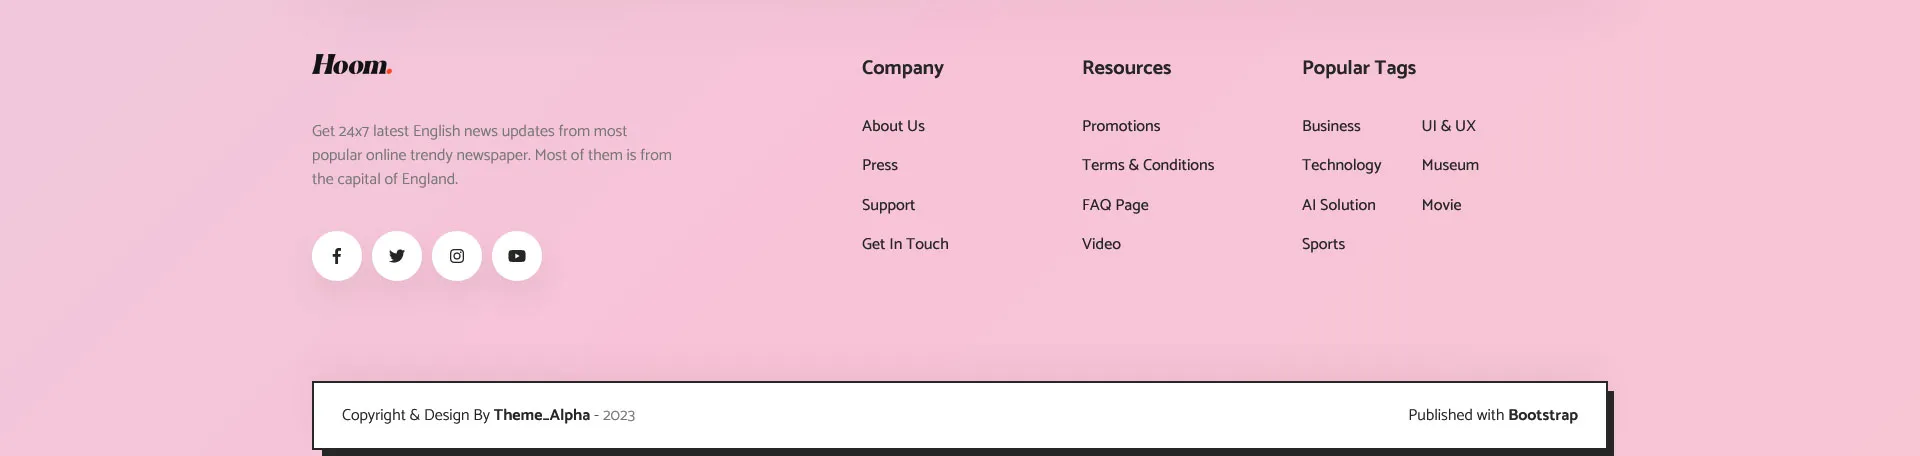 Hoom.
Get 24x7 latest English news updates from most
popular online trendy newspaper. Most of them is from
the capital of England.
Company
About Us
Press
Support
Get In Touch
Resources
Promotions
Terms & Conditions
FAQ Page
Video
Popular Tags
Business
Technology
AI Solution
Sports
UI & UX
Museum
Movie
Copyright & Design By Theme_Alpha - 2023
Published with Bootstrap